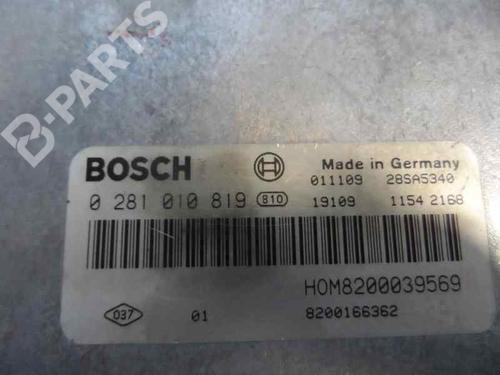 B-PARTS
BOSCH
Made in Germany
0 281 010 819 810
011109 28SA5340
19109 1154 2168
HOM8200039569
037 01 8200166362